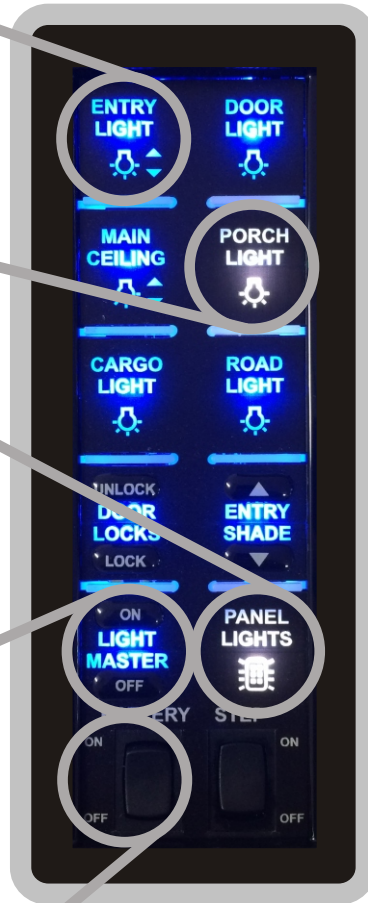 ENTRY
LIGHT
DOOR
LIGHT
MAIN
CEILING
PORCH
LIGHT
CARGO
LIGHT
ROAD
LIGHT
UNLOCK
DOOR
LOCKS
LOCK
ENTRY
SHADE
ON
LIGHT
MASTER
OFF
PANEL
LIGHTS
ON
OFF
ON
OFF